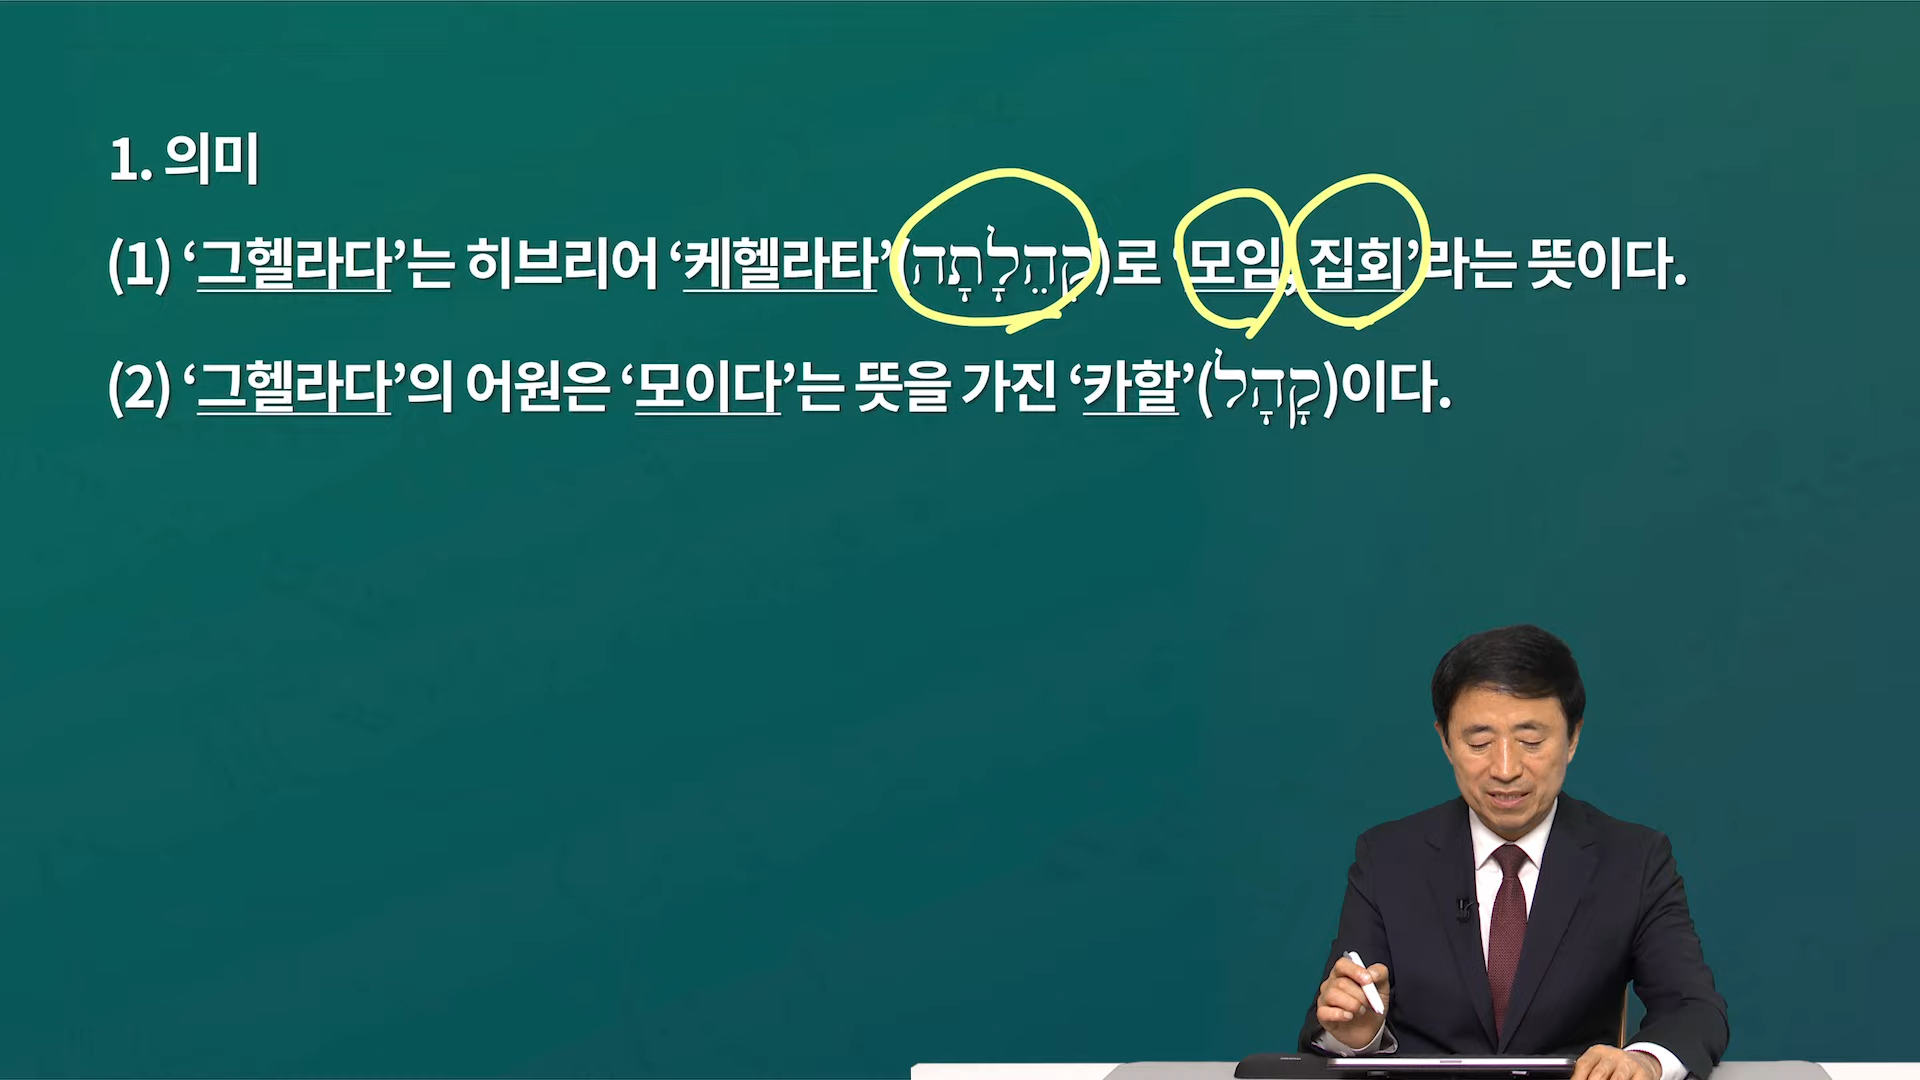 1. 의미
(1) ‘그헬라다’는 히브리어 ‘케헬라타’(קְהֵלָתָה)로 ‘모임, 집회’라는 뜻이다.
(2) ‘그헬라다’의 어원은 ‘모이다’는 뜻을 가진 ‘카할’(קָהָל)이다.